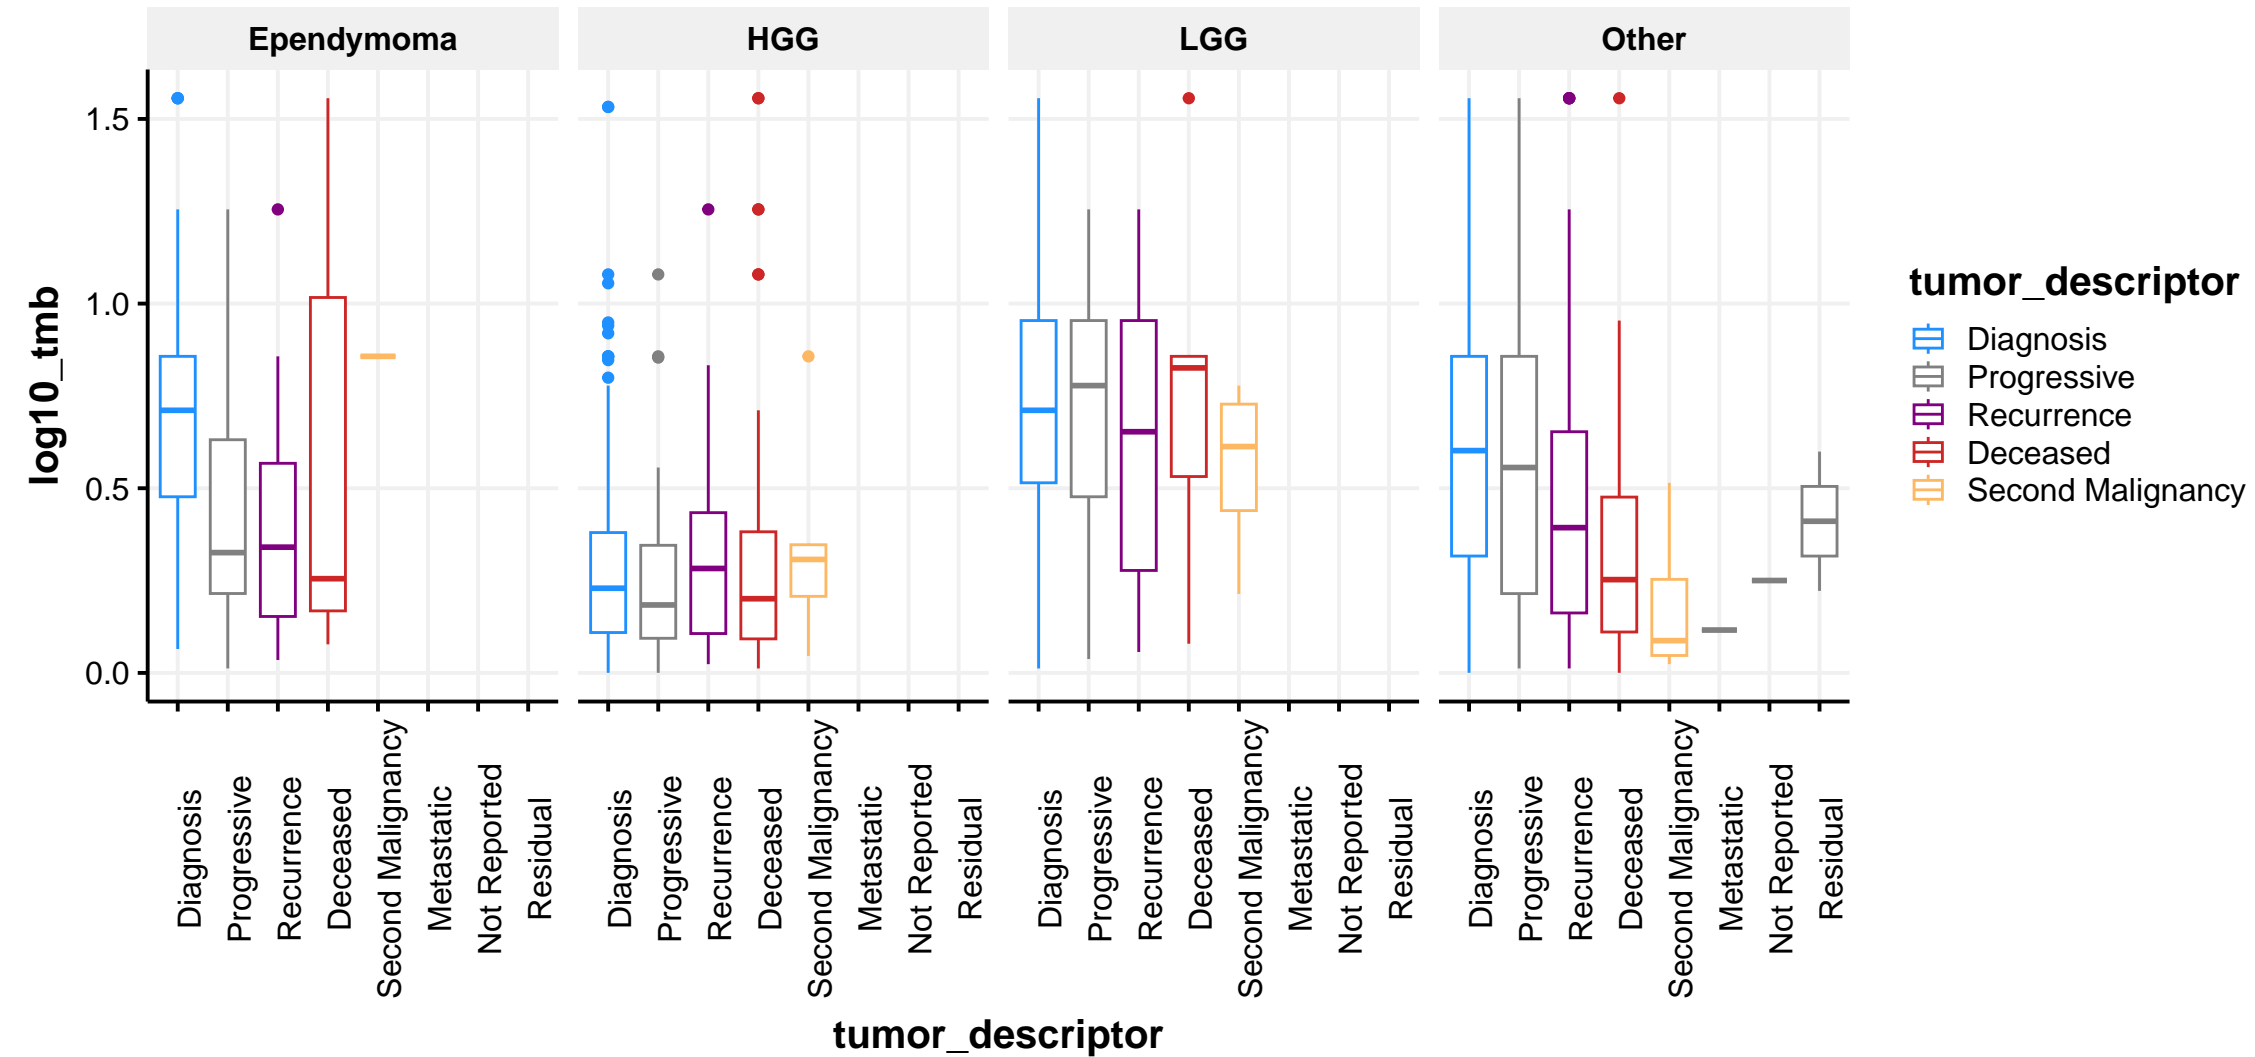 Ependymoma
HGG
LGG
Other
log10_tmb
1.5
1.0
0.5
0.0
Diagnosis
Progressive
Recurrence
Deceased
Second Malignancy
Metastatic
Not Reported
Residual
Diagnosis
Progressive
Recurrence
Deceased
Second Malignancy
Metastatic
Not Reported
Residual
Diagnosis
Progressive
Recurrence
Deceased
Second Malignancy
Metastatic
Not Reported
Residual
Diagnosis
Progressive
Recurrence
Deceased
Second Malignancy
Metastatic
Not Reported
Residual
tumor_descriptor
tumor_descriptor
Diagnosis
Progressive
Recurrence
Deceased
Second Malignancy